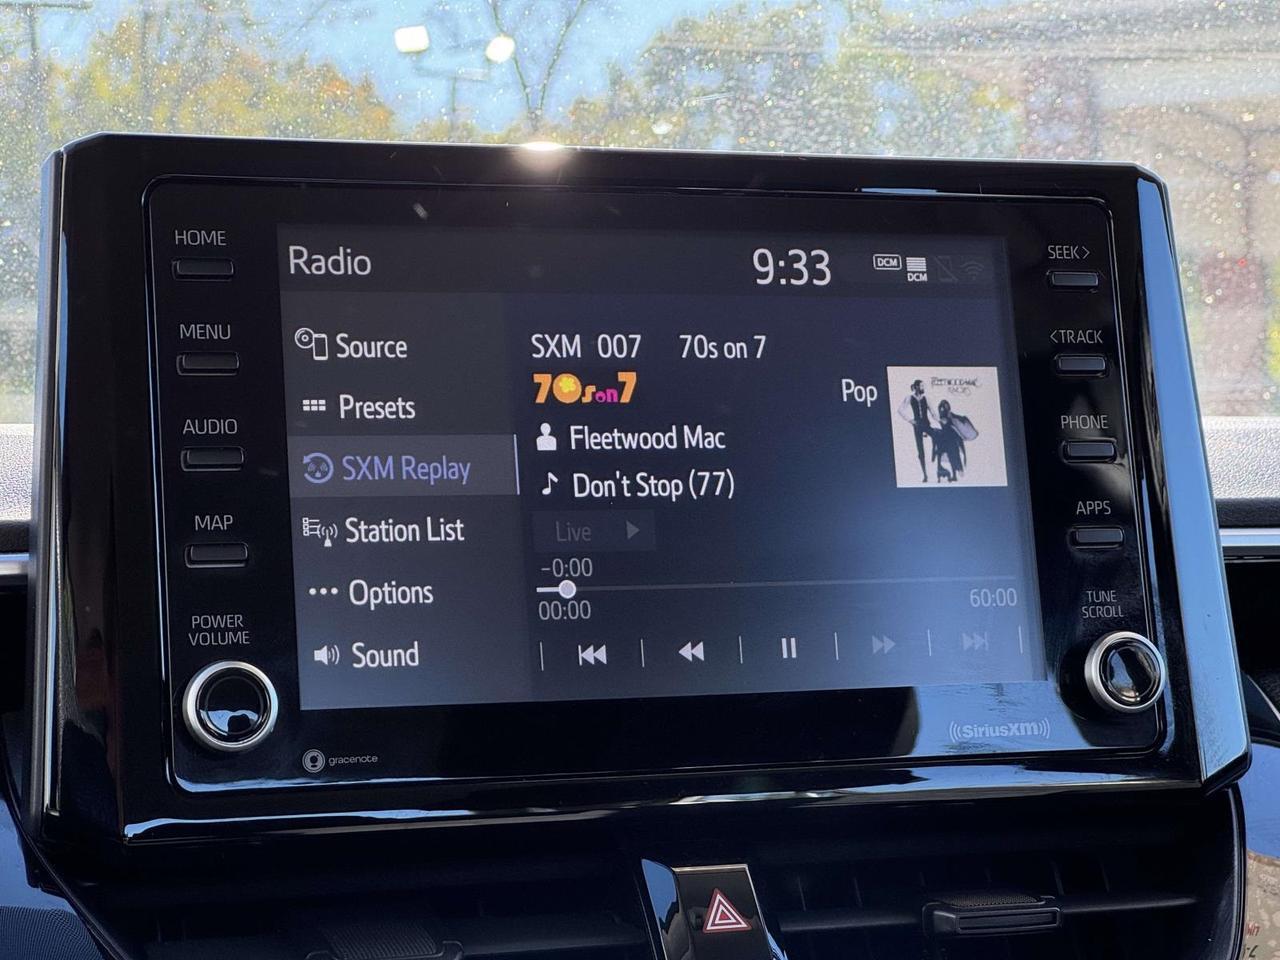 HOME
MENU
AUDIO
MAP
POWER
VOLUME
Radio
9:33
DCM
DCM
Source
Presets
SXM Replay
Station List
Options
Sound
SXM 007 70s on 7
70s on 7
Pop
FLEETWOOD MAC
Fleetwood Mac
Don't Stop (77)
Live
-0:00
00:00
60:00
SEEK>
<TRACK
PHONE
APPS
TUNE
SCROLL
gracenote
((SiriusXM))